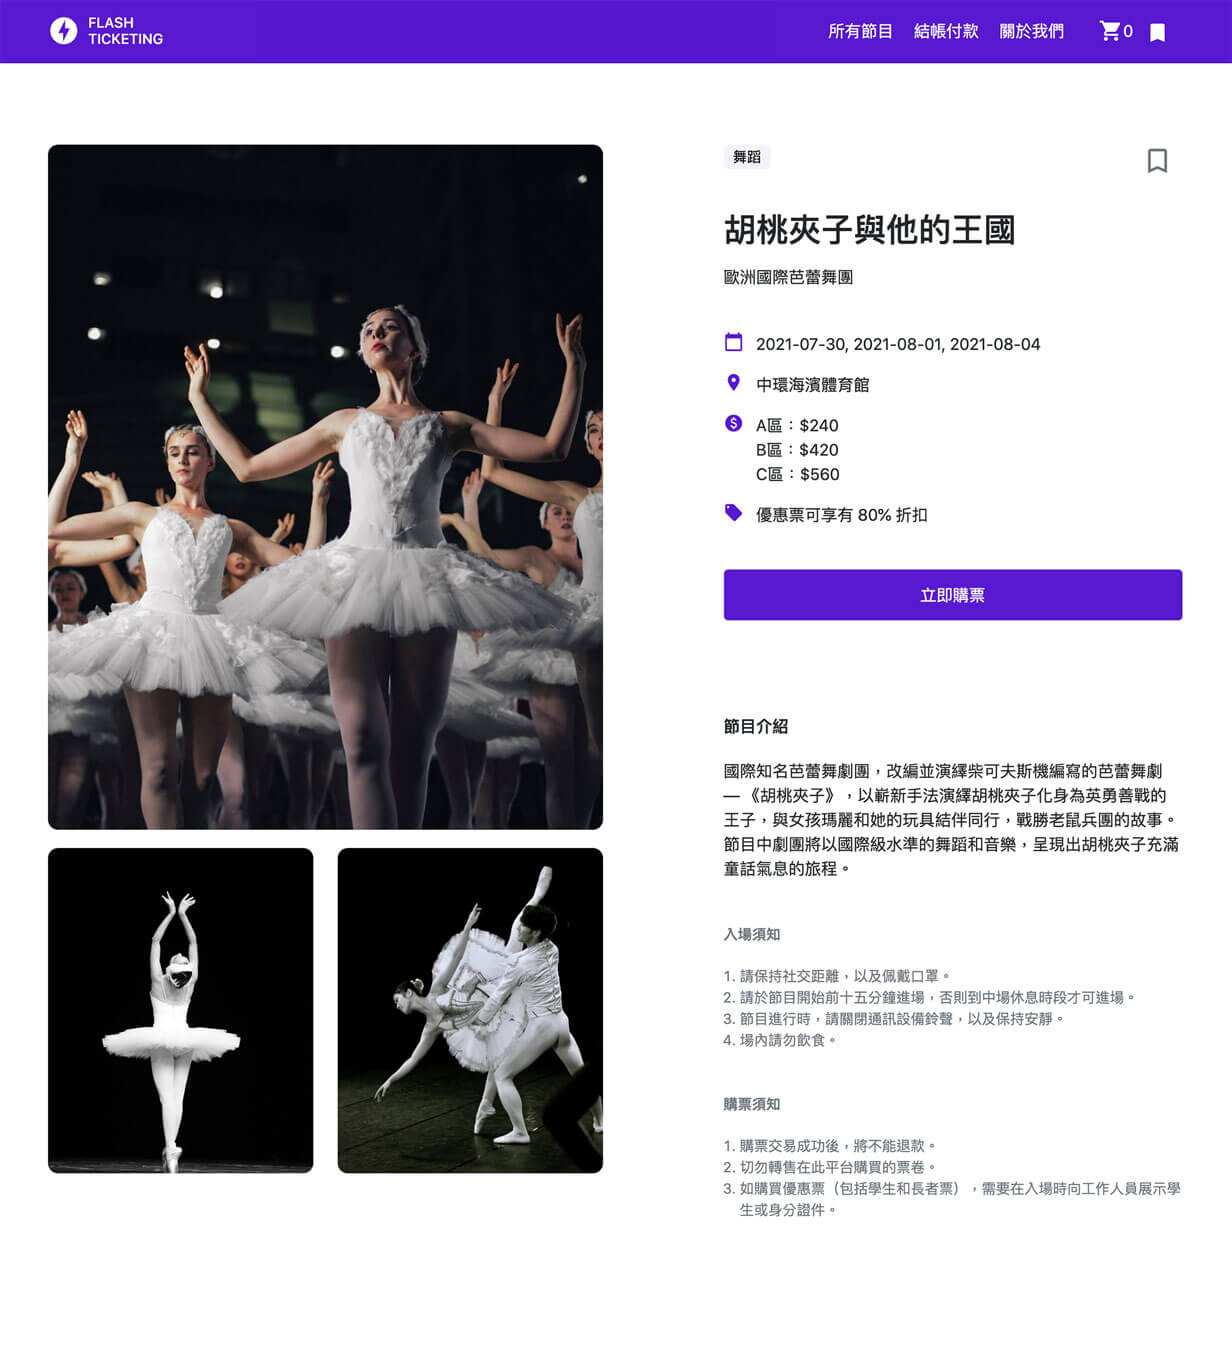 FLASH
TICKETING
所有節目
結帳付款
關於我們
0
舞蹈
胡桃夾子與他的王國
歐洲國際芭蕾舞團
2021-07-30, 2021-08-01, 2021-08-04
中環海濱體育館
A區：$240
B區：$420
C區：$560
優惠票可享有 80% 折扣
立即購票
節目介紹
國際知名芭蕾舞劇團，改編並演繹柴可夫斯機編寫的芭蕾舞劇
— 《胡桃夾子》，以嶄新手法演繹胡桃夾子化身為英勇善戰的
王子，與女孩瑪麗和她的玩具結伴同行，戰勝老鼠兵團的故事。
節目中劇團將以國際級水準的舞蹈和音樂，呈現出胡桃夾子充滿
童話氣息的旅程。
入場須知
1. 請保持社交距離，以及佩戴口罩。
2. 請於節目開始前十五分鐘進場，否則到中場休息時段才可進場。
3. 節目進行時，請關閉通訊設備鈴聲，以及保持安靜。
4. 場內請勿飲食。
購票須知
1. 購票交易成功後，將不能退款。
2. 切勿轉售在此平台購買的票卷。
3. 如購買優惠票（包括學生和長者票），需要在入場時向工作人員展示學
生或身分證件。